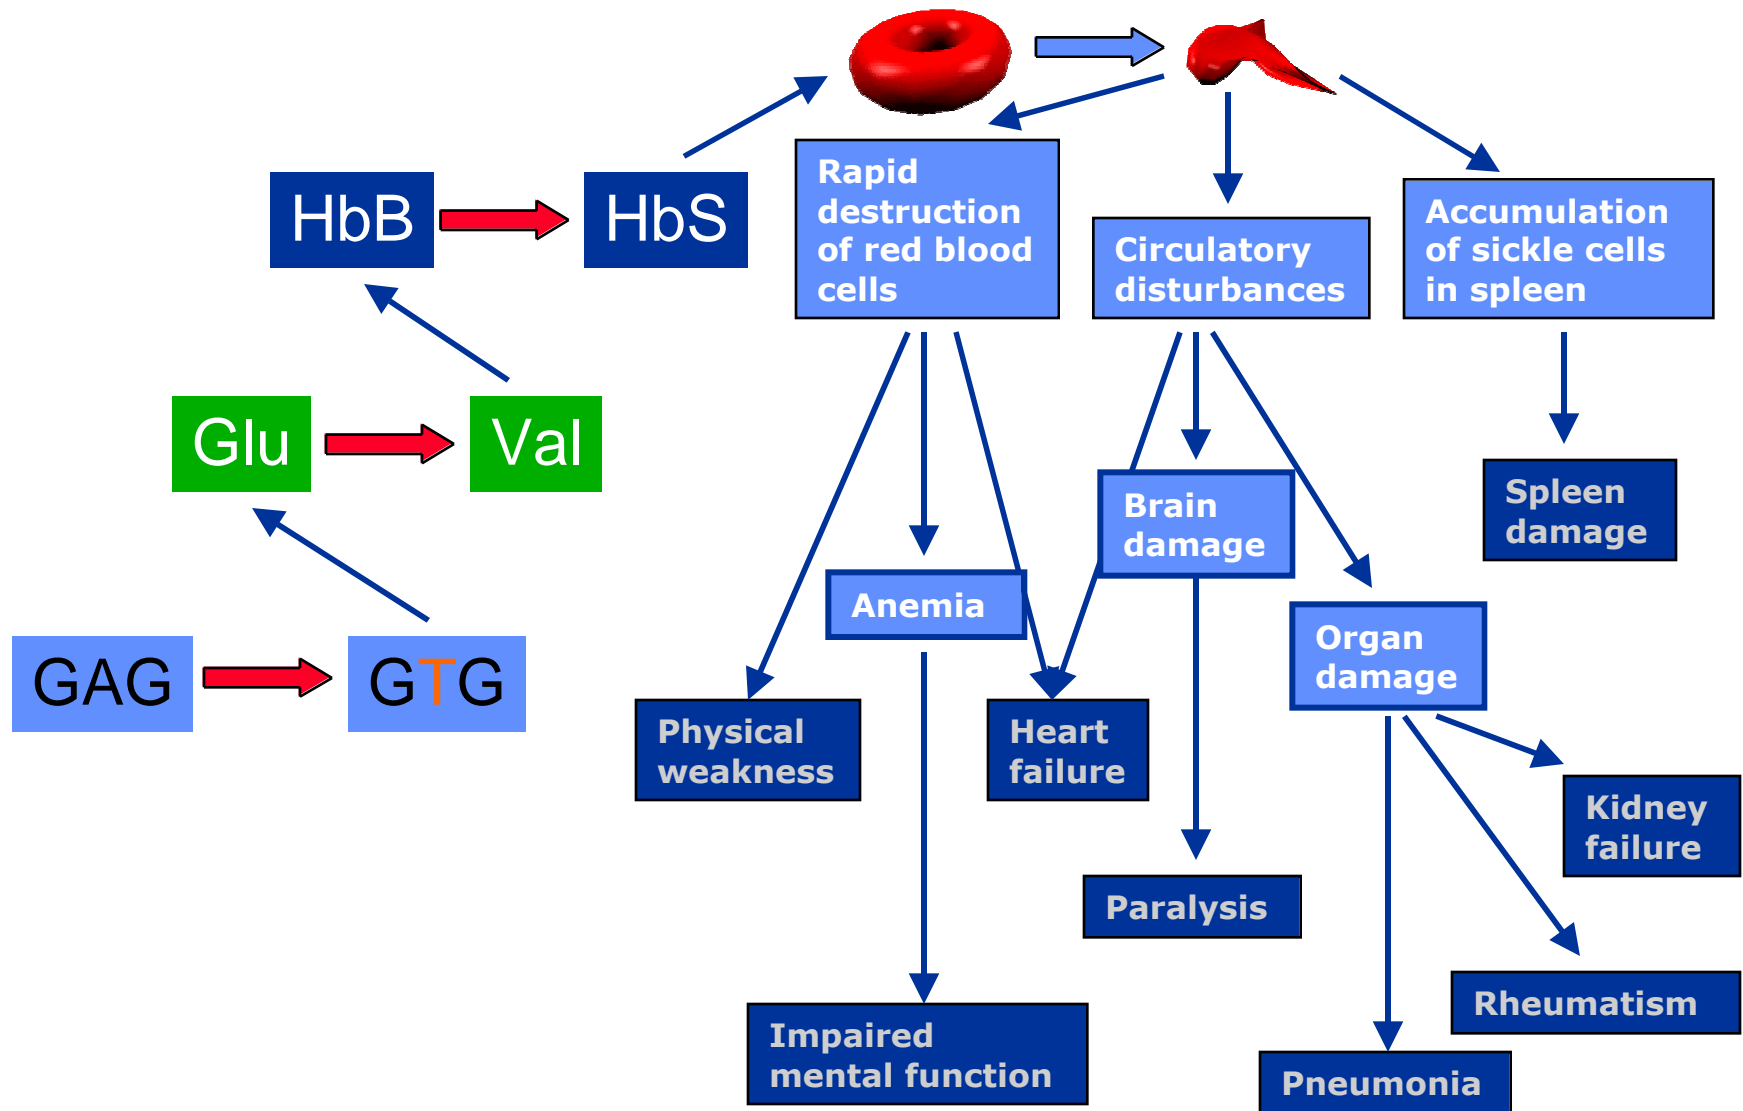 HbB
HbS
Glu
Val
GAG
GTG
Rapid
destruction
of red blood
cells
Circulatory
disturbances
Accumulation
of sickle cells
in spleen
Brain
damage
Spleen
damage
Anemia
Organ
damage
Physical
weakness
Heart
failure
Kidney
failure
Paralysis
Rheumatism
Impaired
mental function
Pneumonia